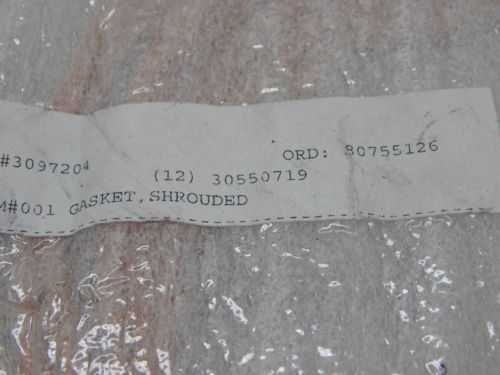 #3097204 ORD: 80755126
(12) 30550719
M#001 GASKET, SHROUDED